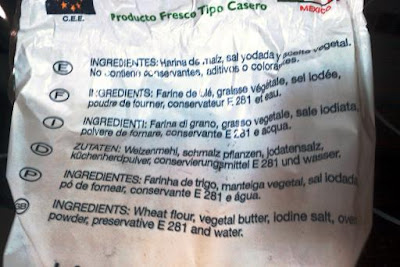 C.E.E.
Producto Fresco Tipo Casero
MEXICO
E INGREDIENTES: Harina de maíz, sal yodada y vegetal.
No contienen conservantes, aditivos o colorantes.
F INGREDIENTS: Farine de blé, graisse végétale, sel iodée,
poudre de fourner, conservateur E 281 et eau.
I INGREDIENTI: Farina di grano, grasso vegetale, sale iodiata,
polvere de fornare, conservante E 281 e acqua.
D ZUTATEN: Weizenmehl, schmalz pflanzen, jodatensalz,
küchenherdpulver, conservierungsmittel E 281 und wasser.
P INGREDIENTES: Farinha de trigo, manteiga vegetal, sal iodada
pó de fornear, conservante E 281 e água.
GB INGREDIENTS: Wheat flour, vegetal butter, iodine salt, oven
powder, preservative E 281 and water.